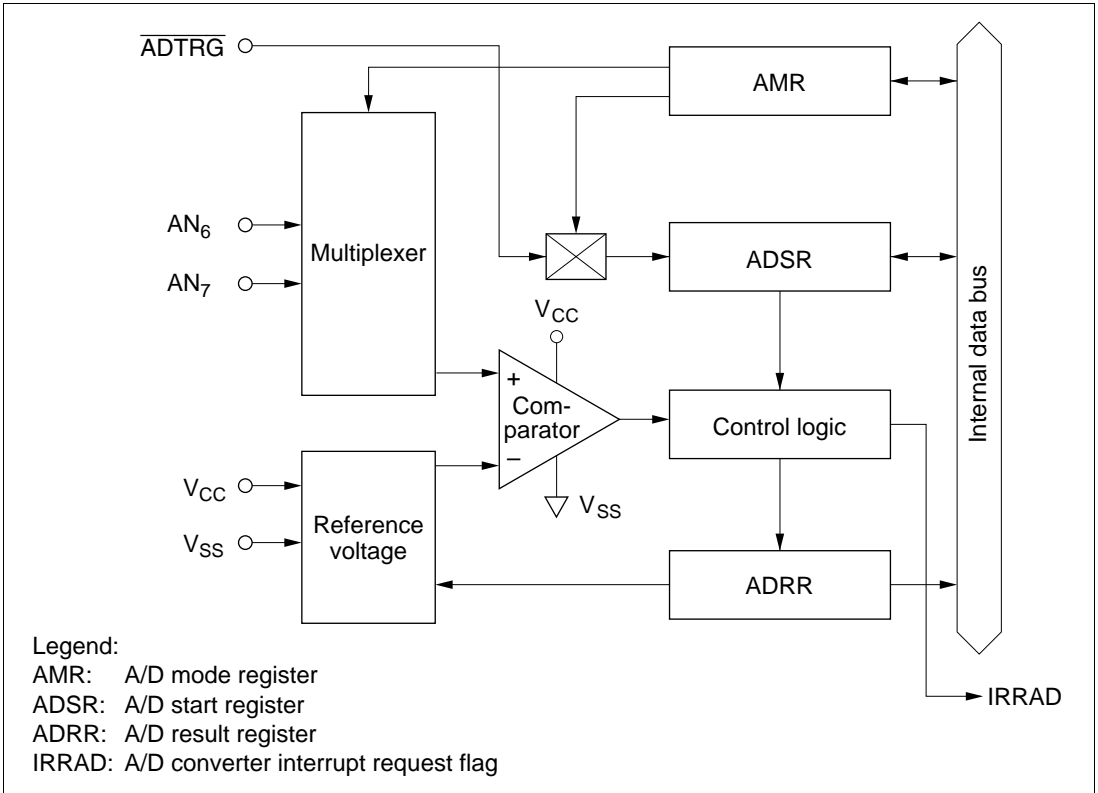 ADTRG
AMR
AN6
AN7
Multiplexer
ADSR
VCC
+
Com-
parator
−
VSS
Control logic
Internal data bus
VCC
VSS
Reference
voltage
ADRR
IRRAD
Legend:
AMR: A/D mode register
ADSR: A/D start register
ADRR: A/D result register
IRRAD: A/D converter interrupt request flag